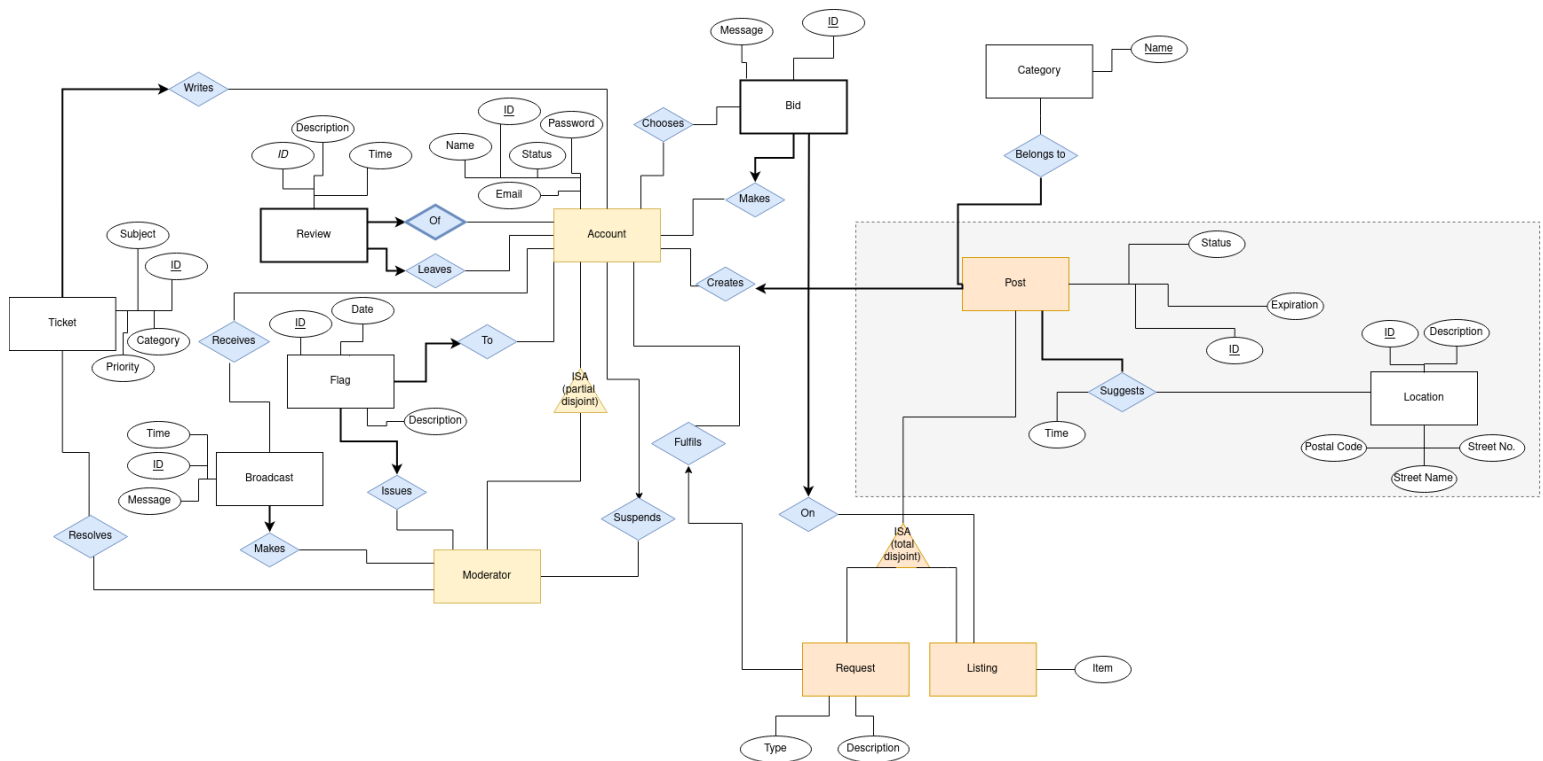 ID
Message
Name
Category
Bid
Writes
ID
Password
Chooses
Description
Name
Status
ID
Time
Belongs to
Email
Makes
Review
Of
Account
Subject
Status
ID
Leaves
Creates
Post
Date
Expiration
Ticket
ID
Receives
To
Category
ID
Description
Priority
Flag
ISA
(partial
disjoint)
Suggests
Location
Description
Time
Time
Fulfils
Postal Code
Street No.
ID
Broadcast
Street Name
Message
Issues
On
Suspends
Resolves
Makes
ISA
(total
disjoint)
Moderator
Request
Listing
Item
Type
Description